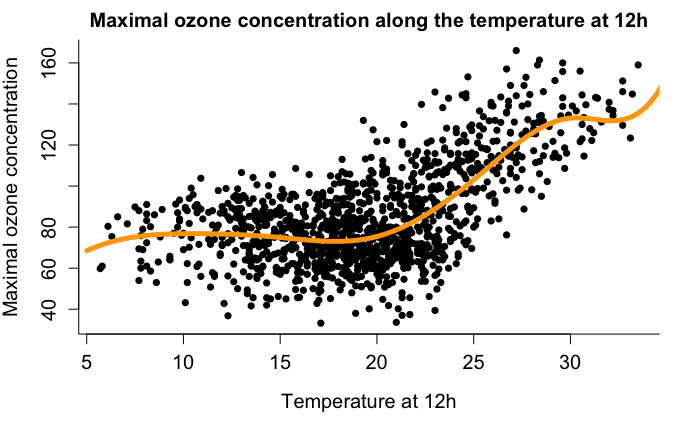 Maximal ozone concentration along the temperature at 12h
Maximal ozone concentration
160
120
80
60
40
5 10 15 20 25 30
Temperature at 12h